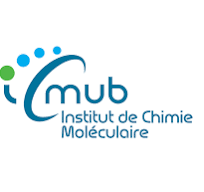 icmub
Institut de Chimie
Moléculaire